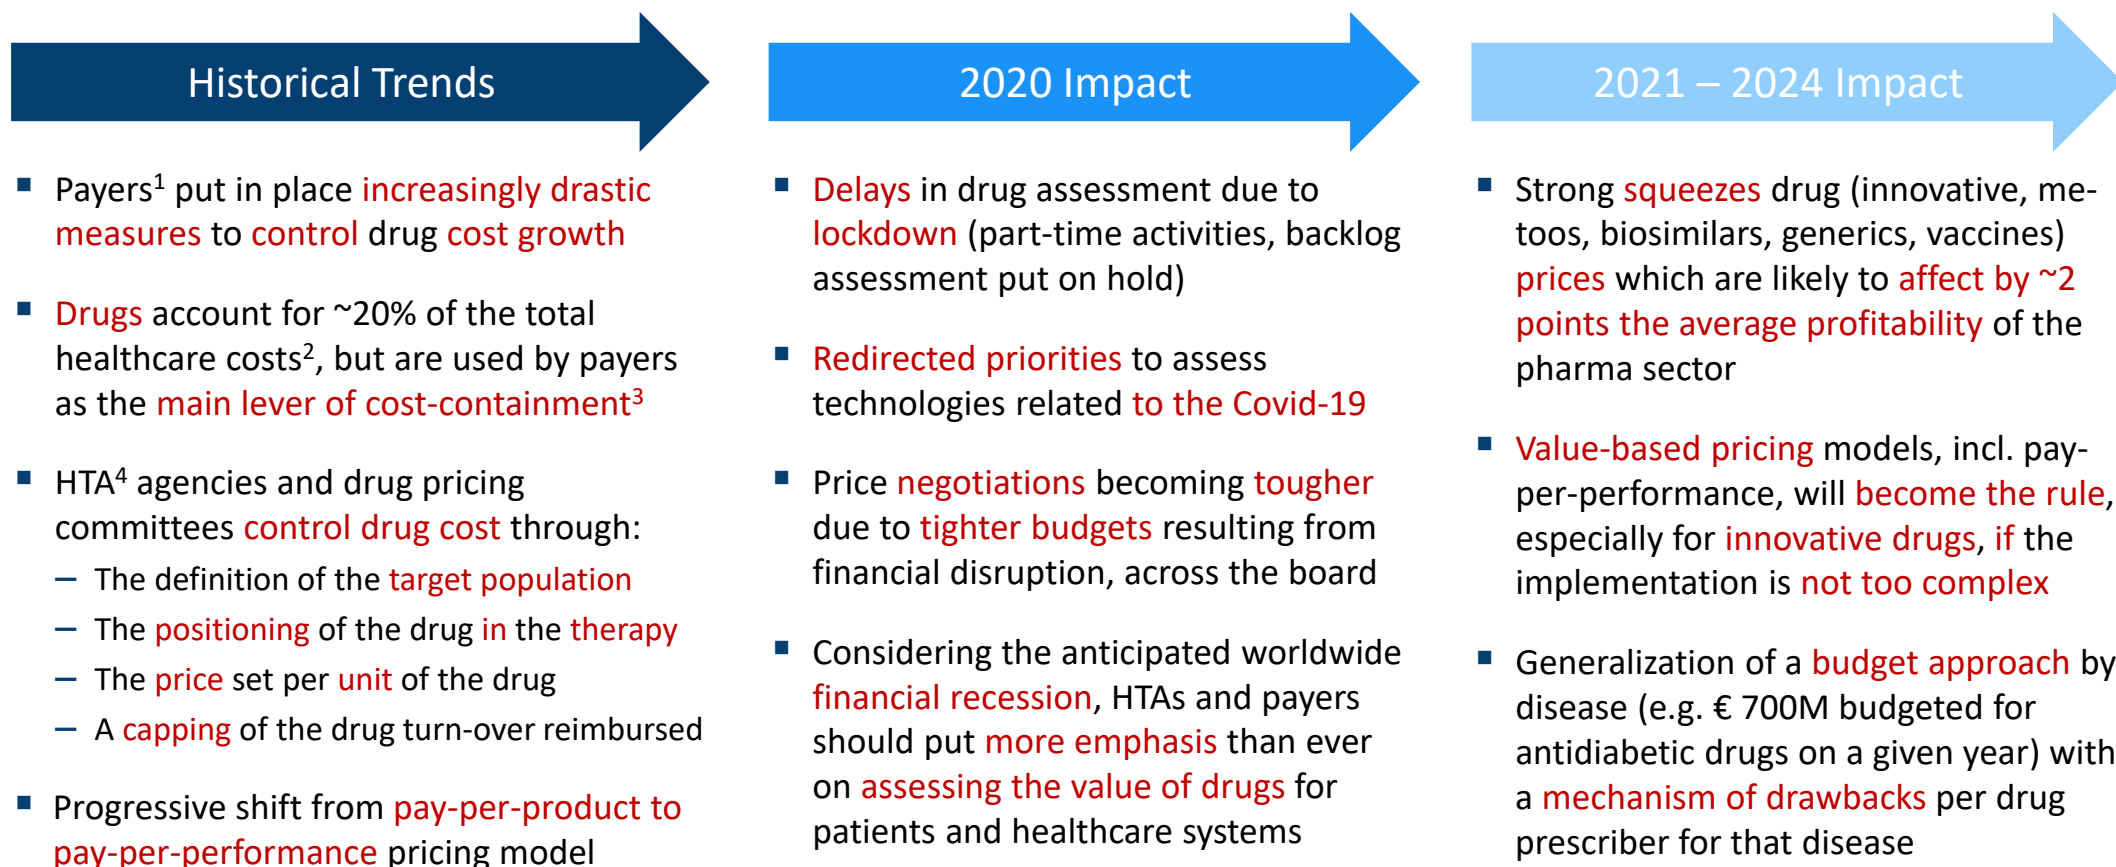 Historical Trends
▪ Payers¹ put in place increasingly drastic
measures to control drug cost growth
▪ Drugs account for ~20% of the total
healthcare costs², but are used by payers
as the main lever of cost-containment³
▪ HTA⁴ agencies and drug pricing
committees control drug cost through:
– The definition of the target population
– The positioning of the drug in the therapy
– The price set per unit of the drug
– A capping of the drug turn-over reimbursed
▪ Progressive shift from pay-per-product to
pay-per-performance pricing model
2020 Impact
▪ Delays in drug assessment due to
lockdown (part-time activities, backlog
assessment put on hold)
▪ Redirected priorities to assess
technologies related to the Covid-19
▪ Price negotiations becoming tougher
due to tighter budgets resulting from
financial disruption, across the board
▪ Considering the anticipated worldwide
financial recession, HTAs and payers
should put more emphasis than ever
on assessing the value of drugs for
patients and healthcare systems
2021 – 2024 Impact
▪ Strong squeezes drug (innovative, me-
toos, biosimilars, generics, vaccines)
prices which are likely to affect by ~2
points the average profitability of the
pharma sector
▪ Value-based pricing models, incl. pay-
per-performance, will become the rule,
especially for innovative drugs, if the
implementation is not too complex
▪ Generalization of a budget approach by
disease (e.g. € 700M budgeted for
antidiabetic drugs on a given year) with
a mechanism of drawbacks per drug
prescriber for that disease